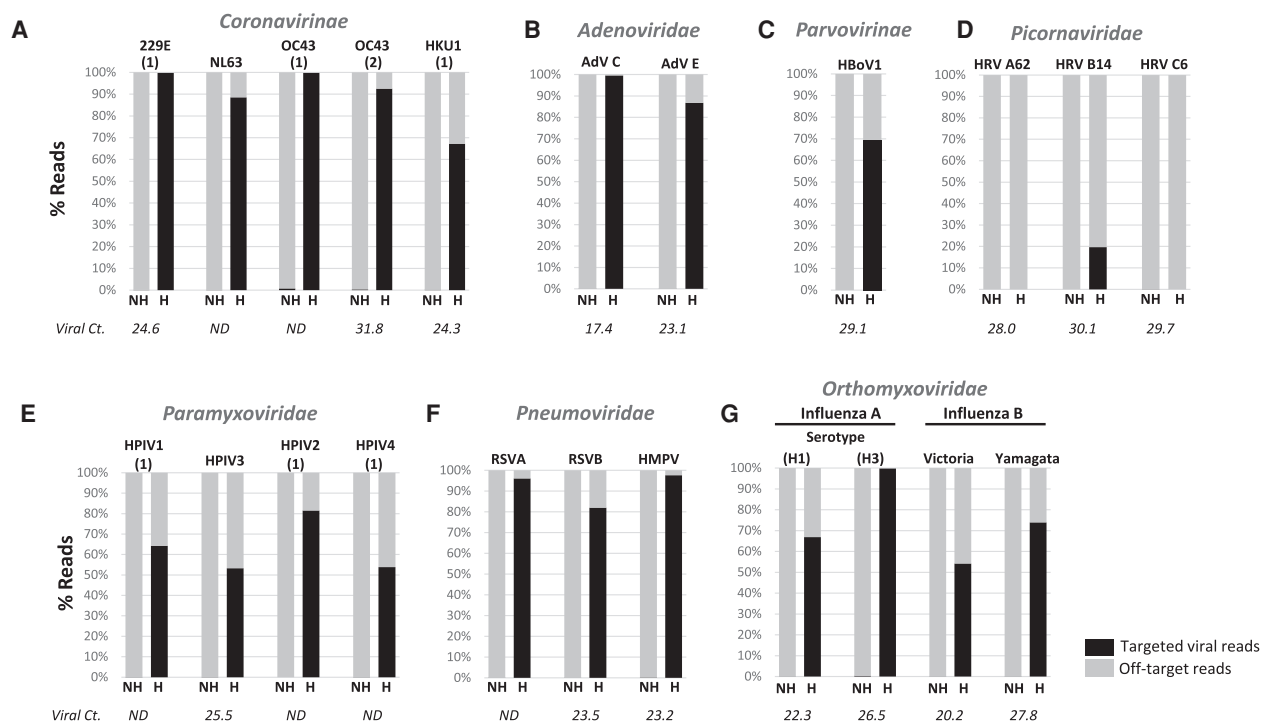 A
Coronavirinae
229E
(1)
NL63
OC43
(1)
OC43
(2)
HKU1
(1)
% Reads
100%
90%
80%
70%
60%
50%
40%
30%
20%
10%
0%
NH H NH H NH H NH H NH H
Viral Ct. 24.6 ND ND 31.8 24.3
B
Adenoviridae
AdV C AdV E
100%
90%
80%
70%
60%
50%
40%
30%
20%
10%
0%
NH H NH H
17.4 23.1
C
Parvovirinae
HBoV1
100%
90%
80%
70%
60%
50%
40%
30%
20%
10%
0%
NH H
29.1
D
Picornaviridae
HRV A62 HRV B14 HRV C6
100%
90%
80%
70%
60%
50%
40%
30%
20%
10%
0%
NH H NH H NH H
28.0 30.1 29.7
E
Paramyxoviridae
HPIV1
(1)
HPIV3
HPIV2
(1)
HPIV4
(1)
% Reads
100%
90%
80%
70%
60%
50%
40%
30%
20%
10%
0%
NH H NH H NH H NH H
Viral Ct. ND 25.5 ND ND
F
Pneumoviridae
RSVA RSVB HMPV
100%
90%
80%
70%
60%
50%
40%
30%
20%
10%
0%
NH H NH H NH H
ND 23.5 23.2
G
Orthomyxoviridae
Influenza A Influenza B
Serotype
(H1) (H3) Victoria Yamagata
100%
90%
80%
70%
60%
50%
40%
30%
20%
10%
0%
NH H NH H NH H NH H
22.3 26.5 20.2 27.8
Targeted viral reads
Off-target reads